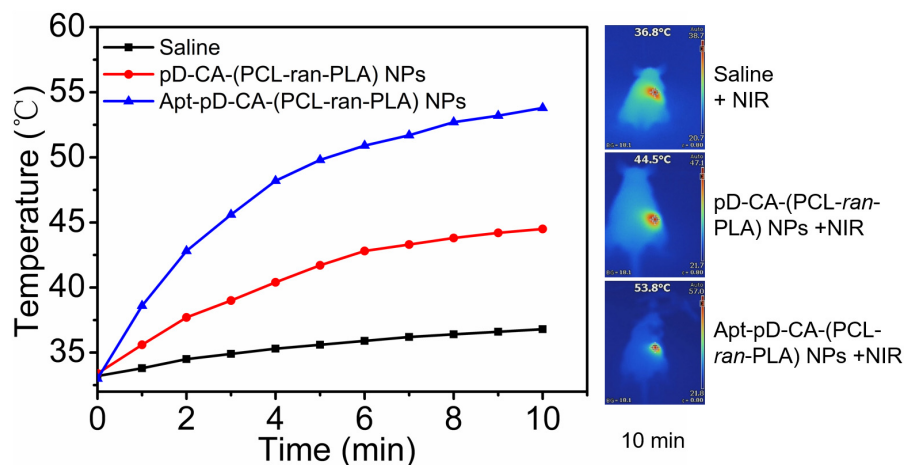 60
55
50
45
40
35
0
2
4
6
8
10
Temperature (℃)
Time (min)
Saline
pD-CA-(PCL-ran-PLA) NPs
Apt-pD-CA-(PCL-ran-PLA) NPs
36.8°C
Auto
38.7
20.7
Saline
+ NIR
44.5°C
Auto
47.1
21.7
pD-CA-(PCL-ran-
PLA) NPs +NIR
53.8°C
Auto
57.0
21.8
Apt-pD-CA-(PCL-
ran-PLA) NPs +NIR
10 min